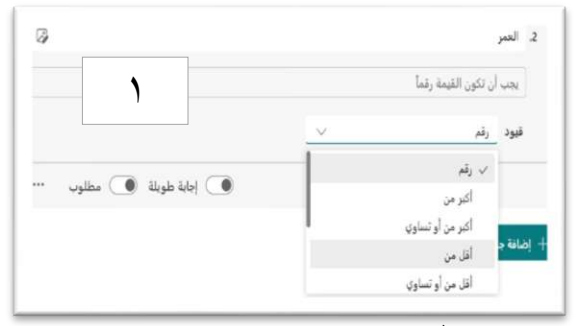 2. العمر
١
يجب أن تكون القيمة رقماً
قيود رقم
رقم
أكبر من
إجابة طويلة مطلوب ...
أكبر من أو تساوي
+ إضافة
أقل من
أقل من أو تساوي